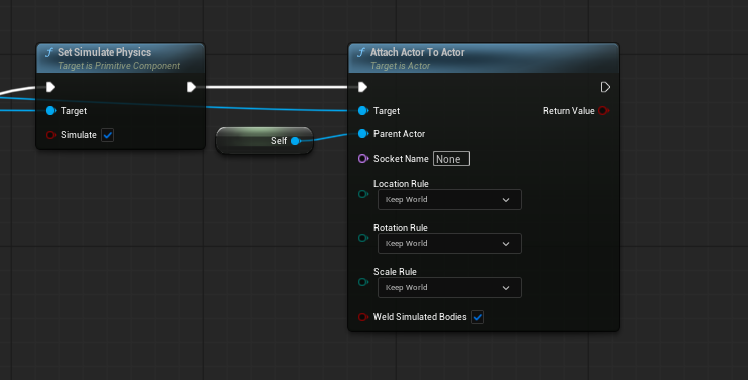 Set Simulate Physics
Target is Primitive Component
Target
Simulate
Self
Attach Actor To Actor
Target is Actor
Target
Return Value
Parent Actor
Socket Name
None
Location Rule
Keep World
Rotation Rule
Keep World
Scale Rule
Keep World
Weld Simulated Bodies